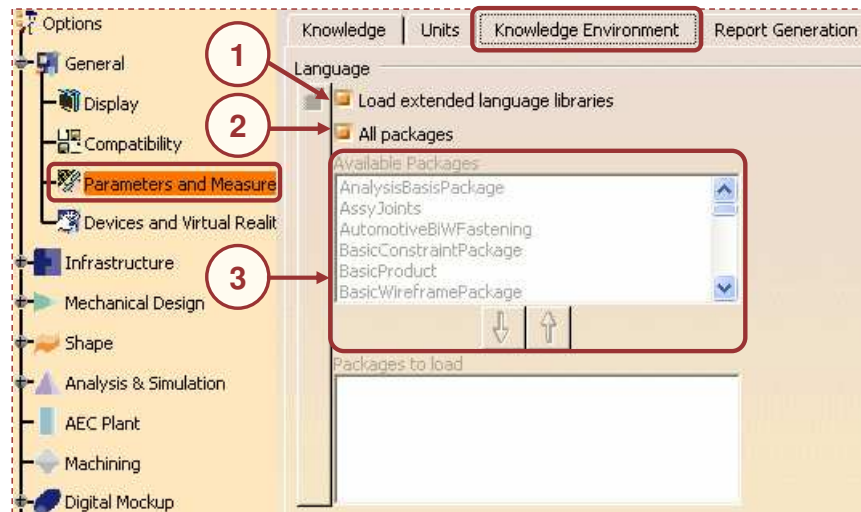 Options
General
Display
Compatibility
Parameters and Measure
Devices and Virtual Realit
Infrastructure
Mechanical Design
Shape
Analysis & Simulation
AEC Plant
Machining
Digital Mockup
Knowledge
Units
Knowledge Environment
Report Generation
Language
1
Load extended language libraries
2
All packages
Available Packages
AnalysisBasisPackage
AssyJoints
AutomotiveBiWFastening
BasicConstraintPackage
3
BasicProduct
BasicWireframePackage
Packages to load